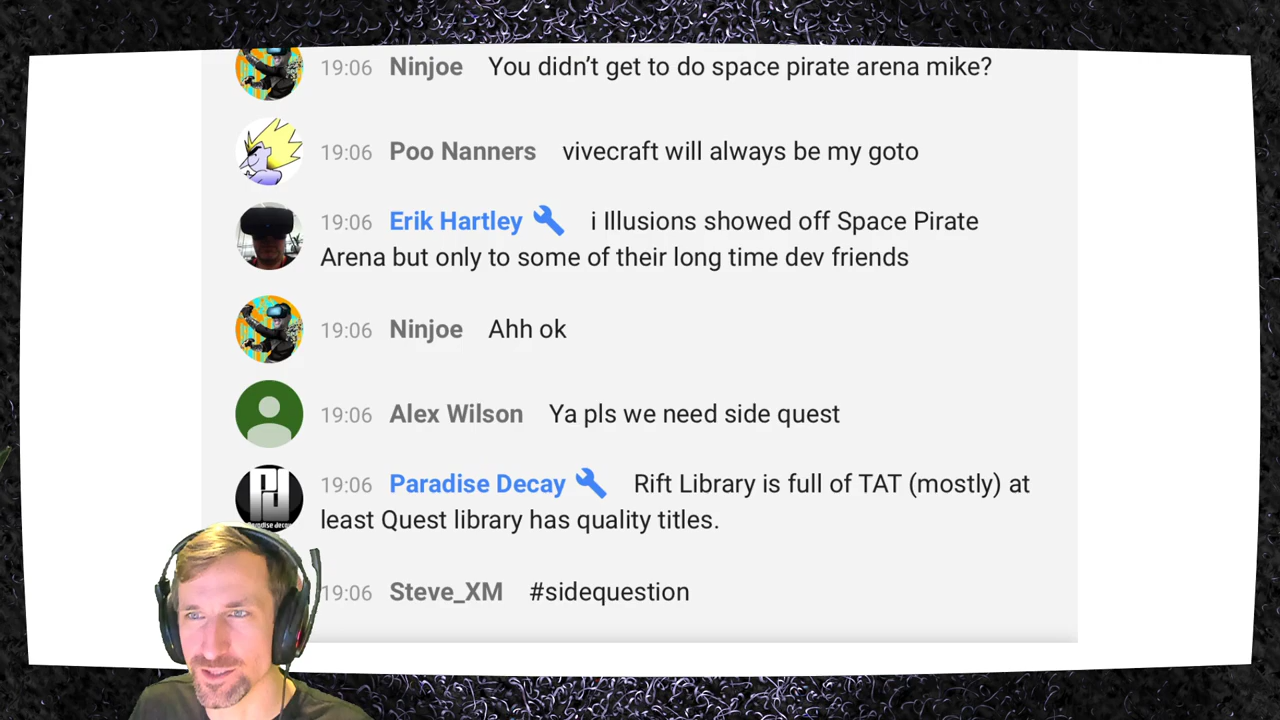 19:06 Ninjoe You didn’t get to do space pirate arena mike?
19:06 Poo Nanners vivecraft will always be my goto
19:06 Erik Hartley i Illusions showed off Space Pirate
Arena but only to some of their long time dev friends
19:06 Ninjoe Ahh ok
19:06 Alex Wilson Ya pls we need side quest
19:06 Paradise Decay Rift Library is full of TAT (mostly) at
least Quest library has quality titles.
PJ
Paradise decay
19:06 Steve_XM #sidequestion